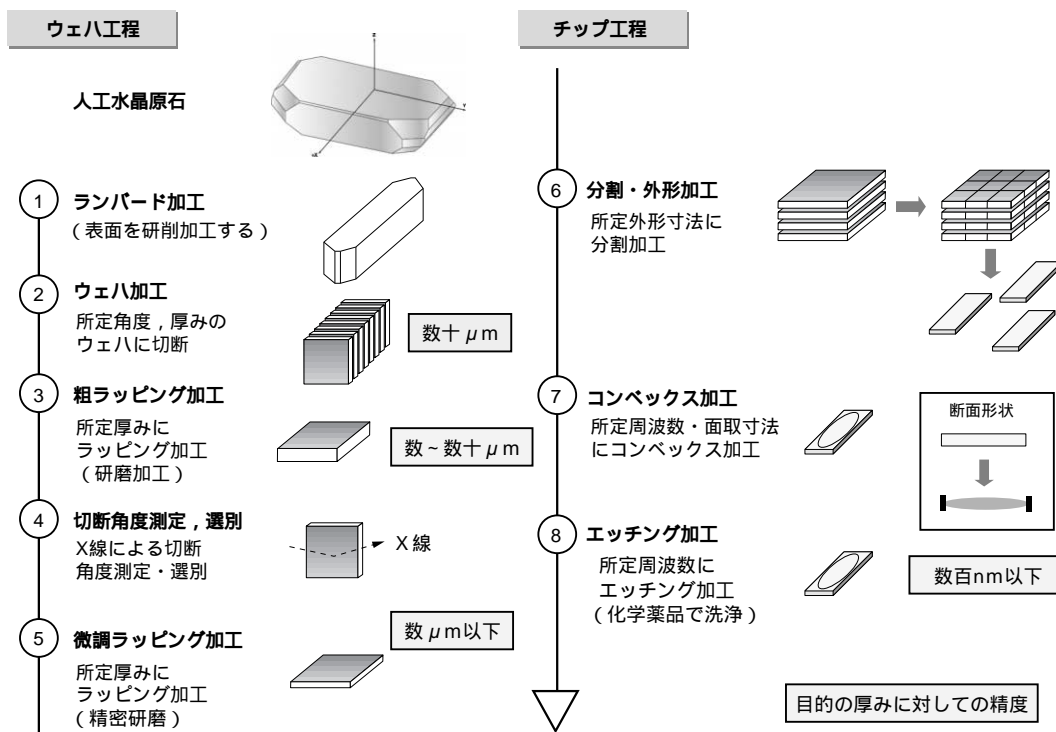 ウェハ工程
人工水晶原石
Z
Y
1
ランバード加工
(表面を研削加工する)
2
ウェハ加工
所定角度,厚みの
ウェハに切断
数十μm
3
粗ラッピング加工
所定厚みに
ラッピング加工
(研磨加工)
数~数十μm
4
切断角度測定,選別
X線による切断
角度測定・選別
X線
5
微調ラッピング加工
所定厚みに
ラッピング加工
(精密研磨)
数μm以下
チップ工程
6
分割・外形加工
所定外形寸法に
分割加工
7
コンベックス加工
所定周波数・面取寸法
にコンベックス加工
断面形状
8
エッチング加工
所定周波数に
エッチング加工
(化学薬品で洗浄)
数百nm以下
目的の厚みに対しての精度